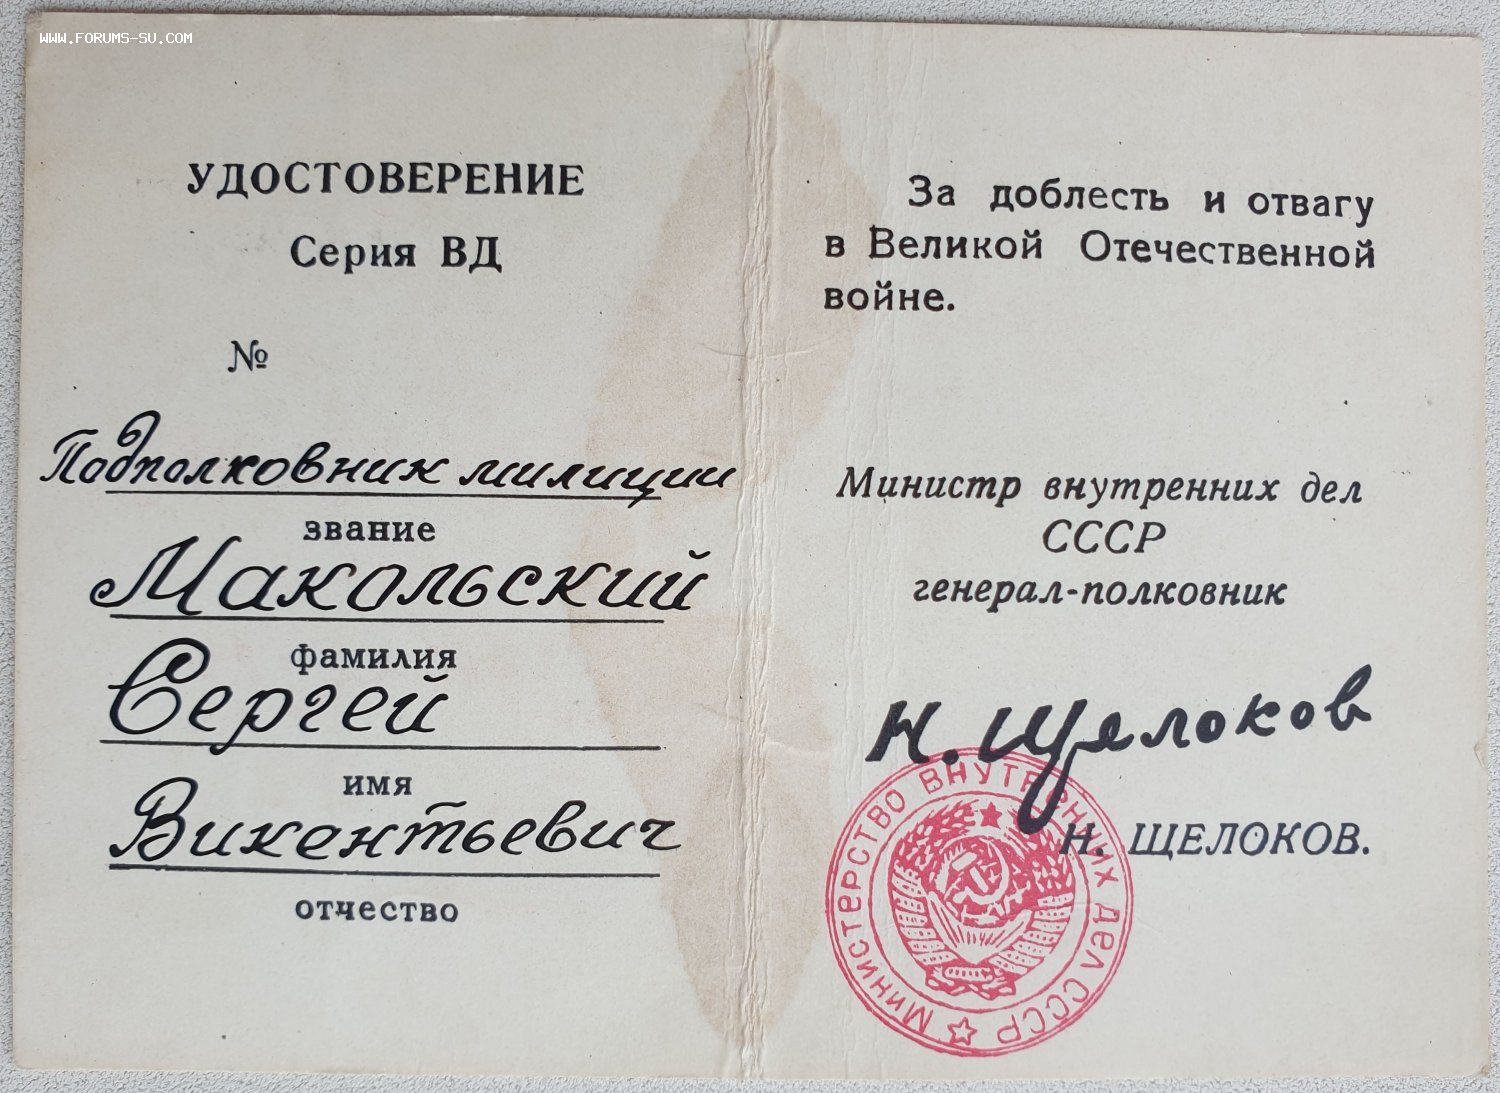 WWW.FORUMS-SU.COM
УДОСТОВЕРЕНИЕ
Серия ВД
№
Подполковник милиции
звание
Макольский
фамилия
Сергей
имя
Викентьевич
отчество
За доблесть и отвагу
в Великой Отечественной
войне.
Министр внутренних дел
СССР
генерал-полковник
Н. Щелоков
Н. ЩЕЛОКОВ.
МИНИСТЕРСТВО ВНУТРЕННИХ ДЕЛ СССР